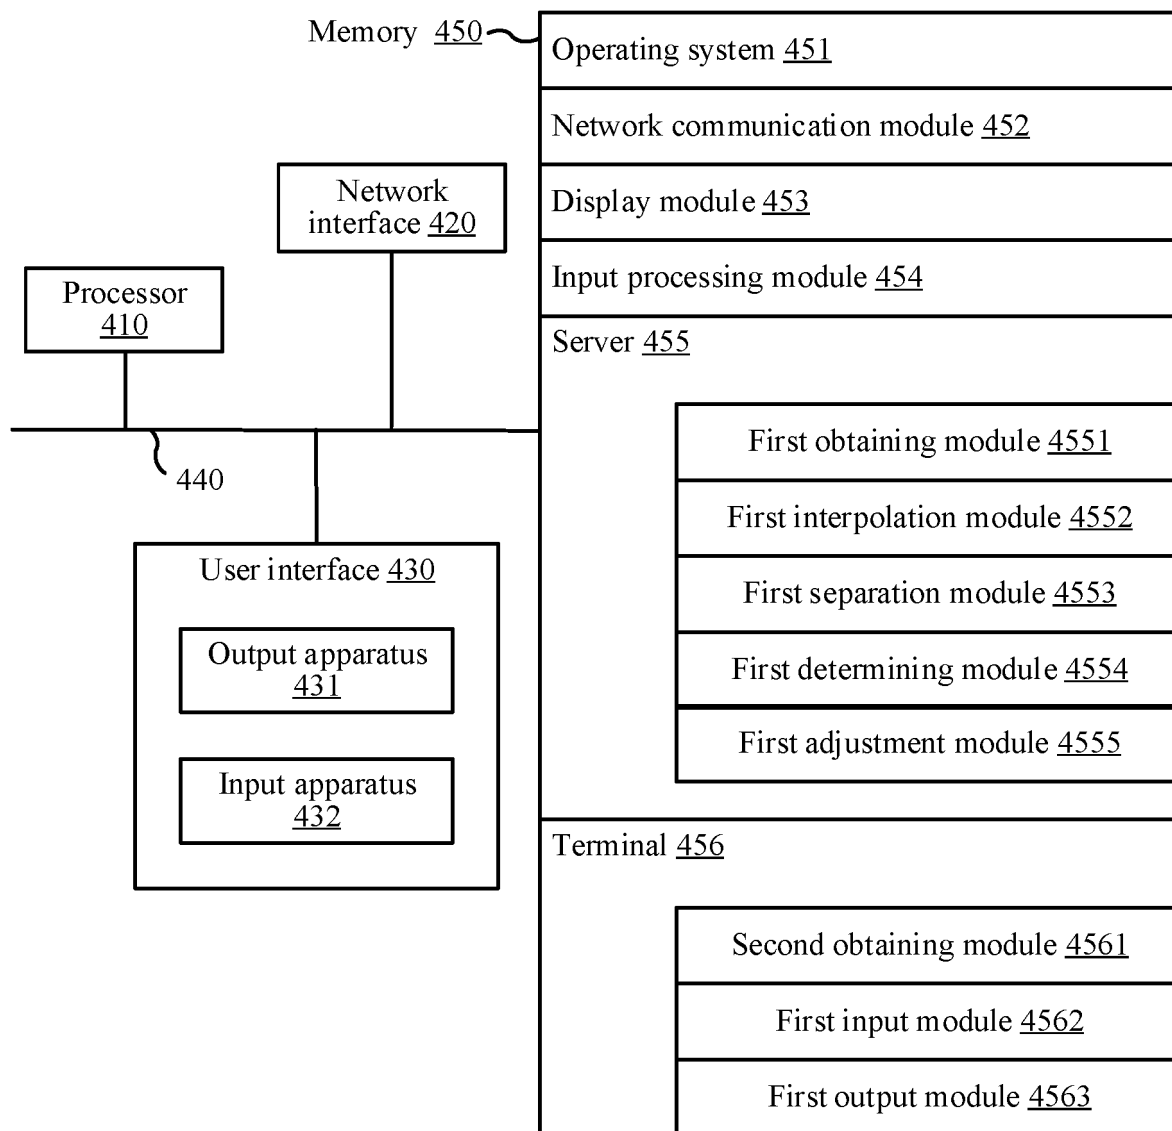 Memory 450
Operating system 451
Network communication module 452
Display module 453
Input processing module 454
Server 455
First obtaining module 4551
First interpolation module 4552
First separation module 4553
First determining module 4554
First adjustment module 4555
Terminal 456
Second obtaining module 4561
First input module 4562
First output module 4563
Network
interface 420
Processor
410
440
User interface 430
Output apparatus
431
Input apparatus
432